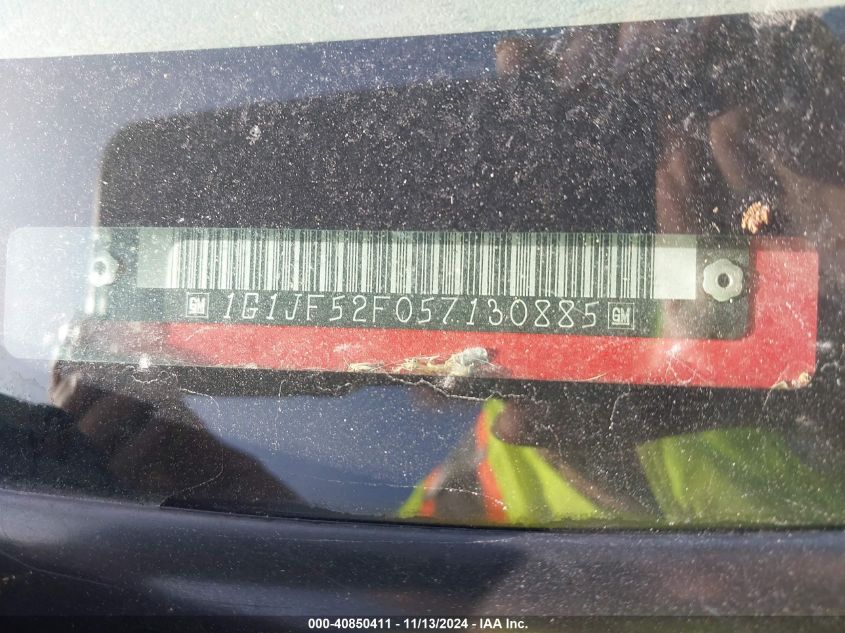 GM 1G1JF52F057130885 GM
000-40850411 - 11/13/2024 - IAA Inc.